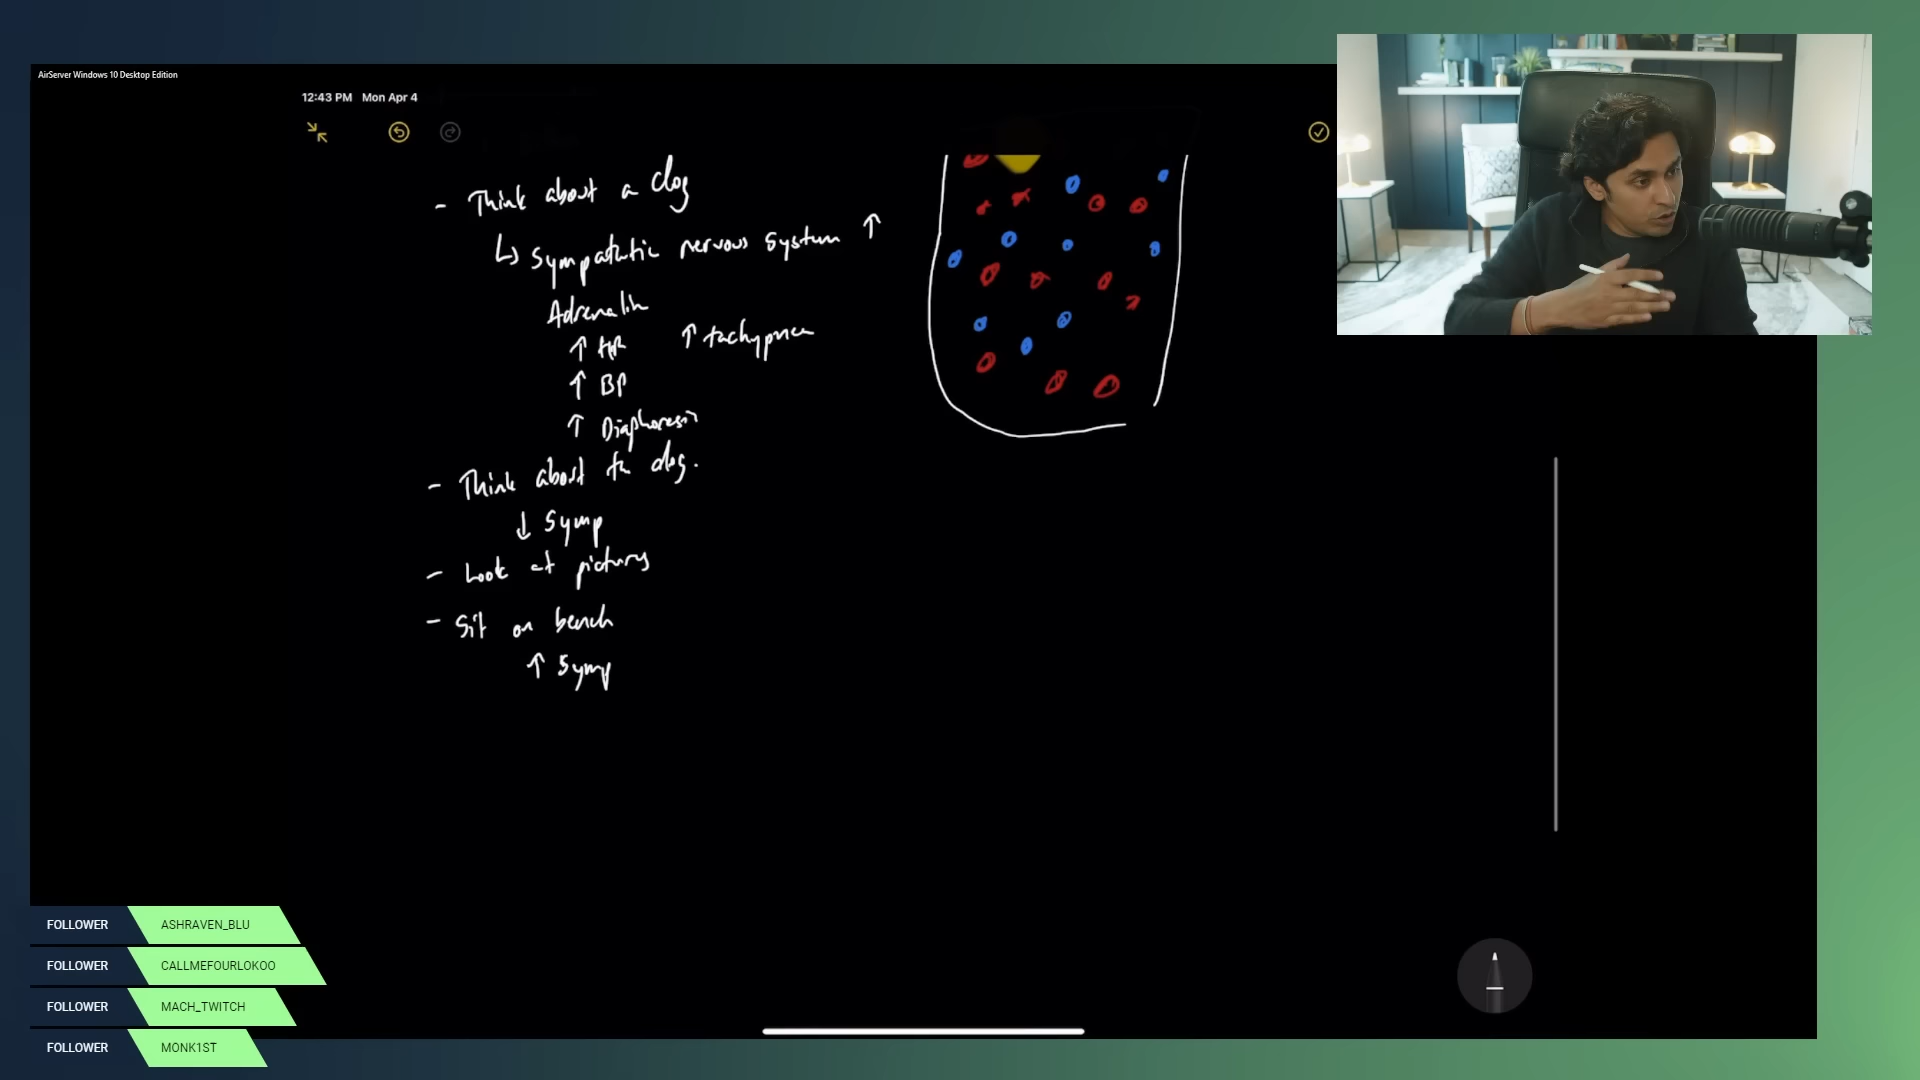 AirServer Windows 10 Desktop Edition
12:43 PM Mon Apr 4
- Think about a dog
↳ Sympathetic nervous system ↑
Adrenalin
↑ HR ↑ tachypnea
↑ BP
↑ Diaphoresis
- Think about the dog.
↓ Symp
- Look at pictures
- Sit on bench
↑ Symp
FOLLOWER ASHRAVEN_BLU
FOLLOWER CALLMEFOURLOKOO
FOLLOWER MACH_TWITCH
FOLLOWER MONK1ST